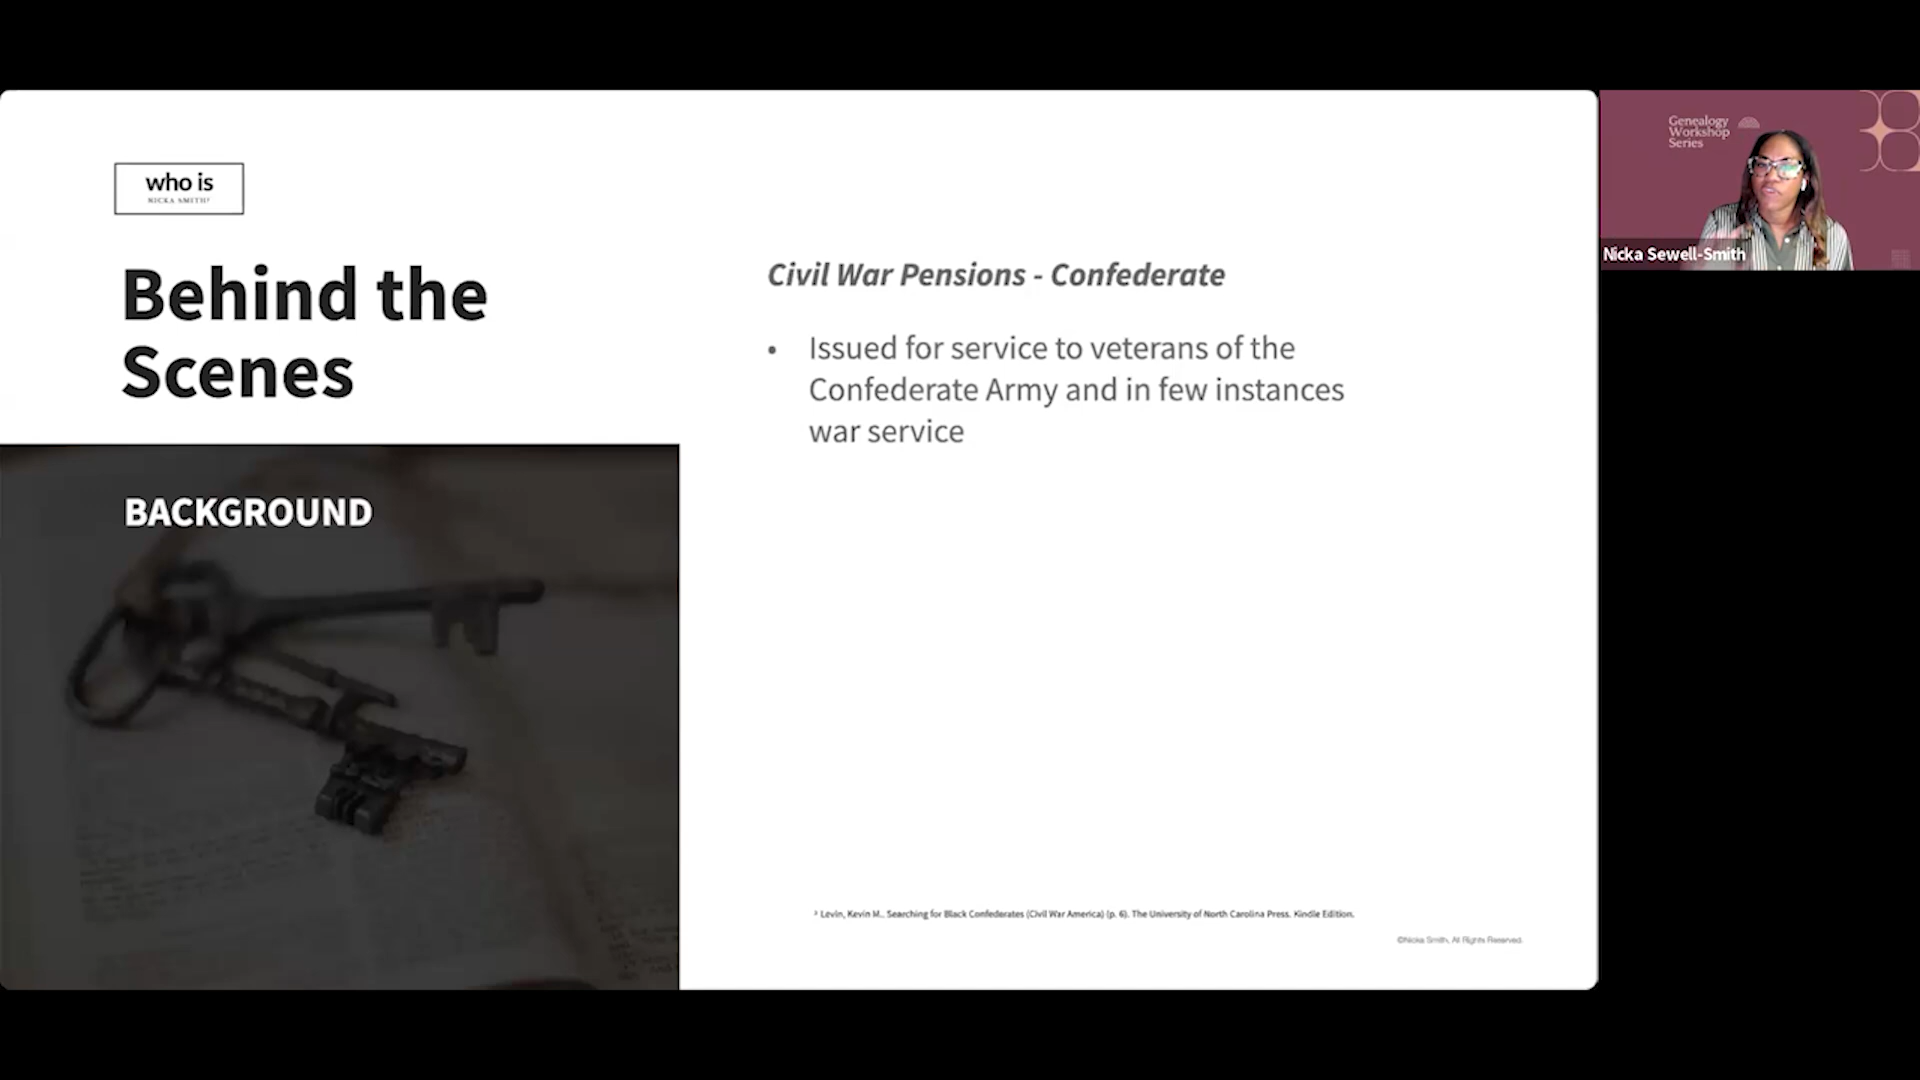 who is
NICKA SMITH?
Behind the
Scenes
BACKGROUND
Civil War Pensions - Confederate
• Issued for service to veterans of the
Confederate Army and in few instances
war service
³ Levin, Kevin M.. Searching for Black Confederates (Civil War America) (p. 6). The University of North Carolina Press. Kindle Edition.
©Nicka Smith, All Rights Reserved.
Genealogy
Workshop
Series
Nicka Sewell-Smith